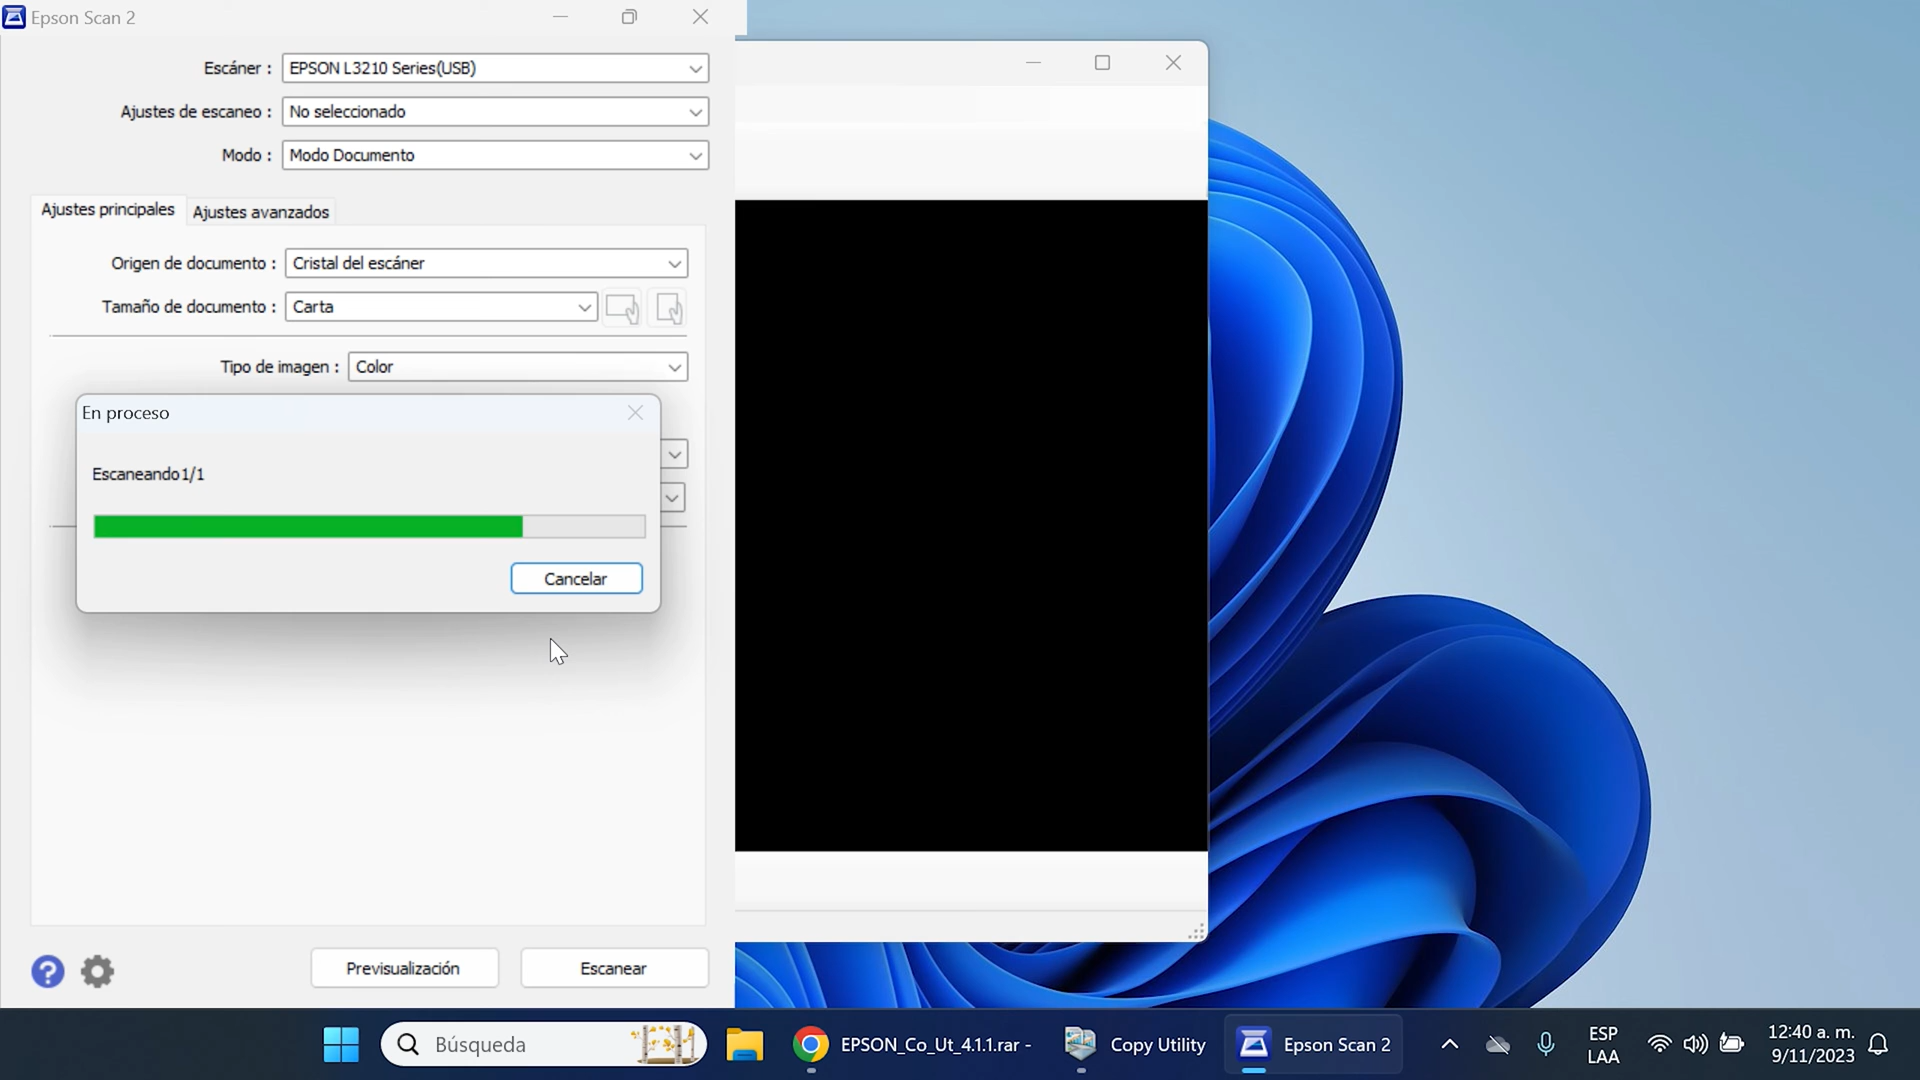 Epson Scan 2
Escáner :
EPSON L3210 Series(USB)
Ajustes de escaneo :
No seleccionado
Modo :
Modo Documento
Ajustes principales
Ajustes avanzados
Origen de documento :
Cristal del escáner
Tamaño de documento :
Carta
Tipo de imagen :
Color
En proceso
Escaneando1/1
Cancelar
Previsualización
Escanear
Búsqueda
EPSON_Co_Ut_4.1.1.rar -
Copy Utility
Epson Scan 2
ESP
LAA
12:40 a. m.
9/11/2023